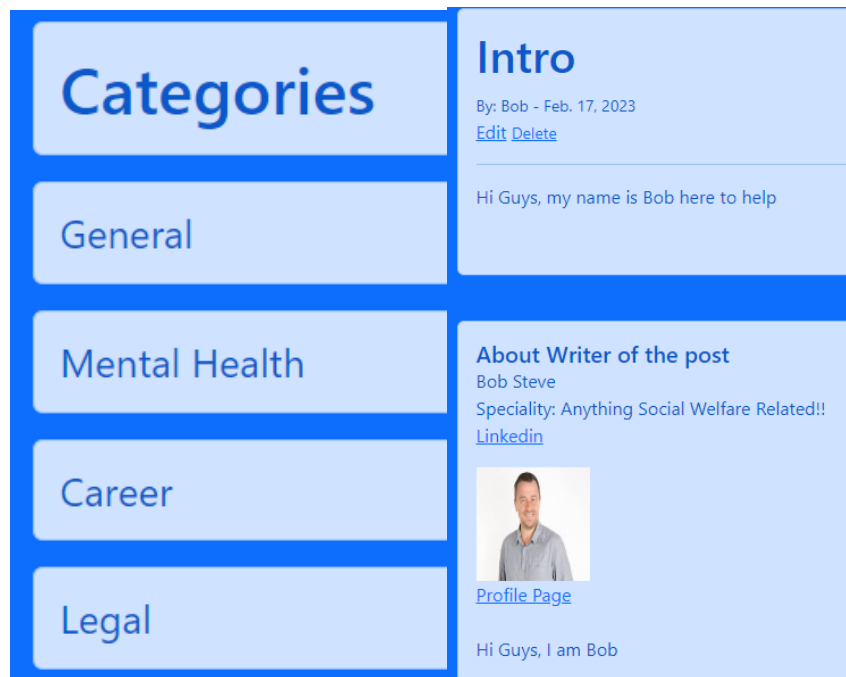 Categories
General
Mental Health
Career
Legal
Intro
By: Bob - Feb. 17, 2023
Edit Delete
Hi Guys, my name is Bob here to help
About Writer of the post
Bob Steve
Speciality: Anything Social Welfare Related!!
Linkedin
Profile Page
Hi Guys, I am Bob